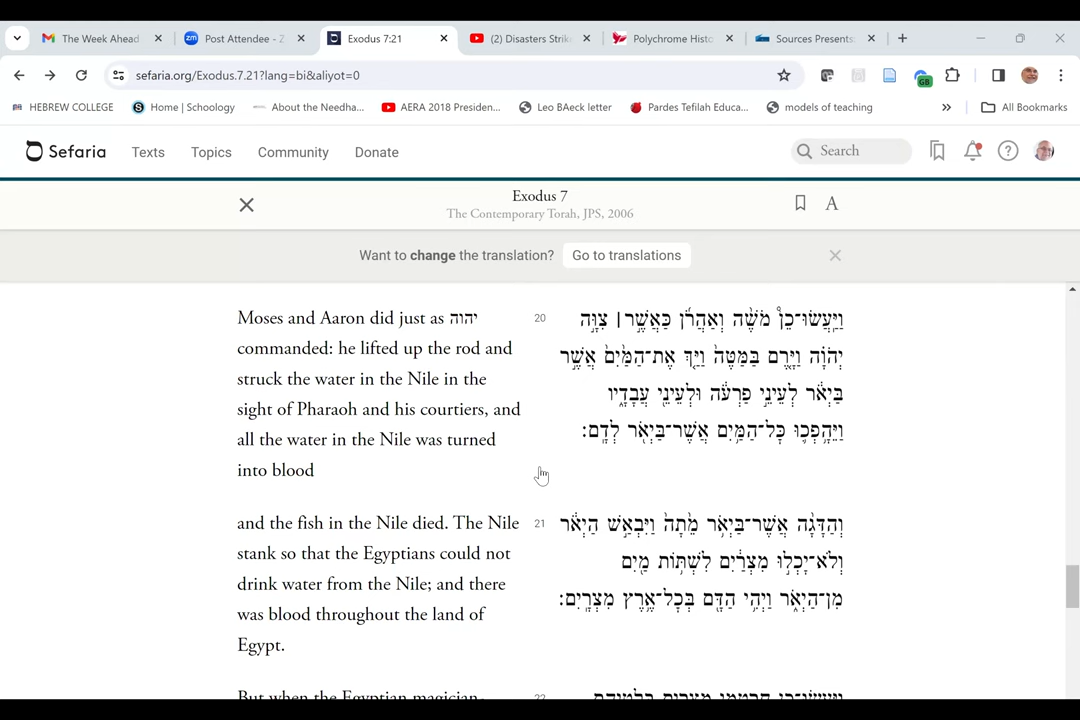 The Week Ahead
Post Attendee - Z
Exodus 7:21
(2) Disasters Strik
Polychrome Histo
Sources Presents:
sefaria.org/Exodus.7.21?lang=bi&aliyot=0
GB
HEBREW COLLEGE
Home | Schoology
About the Needha...
AERA 2018 Presiden...
Leo BAeck letter
Pardes Tefilah Educa...
models of teaching
»
All Bookmarks
Sefaria
Texts
Topics
Community
Donate
Search
Exodus 7
The Contemporary Torah, JPS, 2006
A
Want to change the translation?
Go to translations
Moses and Aaron did just as יהוה
commanded: he lifted up the rod and
struck the water in the Nile in the
sight of Pharaoh and his courtiers, and
all the water in the Nile was turned
into blood
20
וַיַּֽעֲשׂוּ־כֵן֩ מֹשֶׁ֨ה וְאַהֲרֹ֜ן כַּאֲשֶׁ֣ר ׀ צִוָּ֣ה
יְהֹוָ֗ה וַיָּ֤רֶם בַּמַּטֶּה֙ וַיַּ֤ךְ אֶת־הַמַּ֙יִם֙ אֲשֶׁ֣ר
בַּיְאֹ֔ר לְעֵינֵ֣י פַרְעֹ֔ה וּלְעֵינֵ֖י עֲבָדָ֑יו
וַיֵּהָֽפְכ֛וּ כׇּל־הַמַּ֥יִם אֲשֶׁר־בַּיְאֹ֖ר לְדָֽם׃
and the fish in the Nile died. The Nile
stank so that the Egyptians could not
drink water from the Nile; and there
was blood throughout the land of
Egypt.
21
וְהַדָּגָ֨ה אֲשֶׁר־בַּיְאֹ֥ר מֵ֙תָה֙ וַיִּבְאַ֣שׁ הַיְאֹ֔ר
וְלֹא־יָכְל֣וּ מִצְרַ֔יִם לִשְׁתּ֥וֹת מַ֖יִם
מִן־הַיְאֹ֑ר וַיְהִ֥י הַדָּ֖ם בְּכׇל־אֶ֥רֶץ מִצְרָֽיִם׃
But when the Egyptian magician-
22